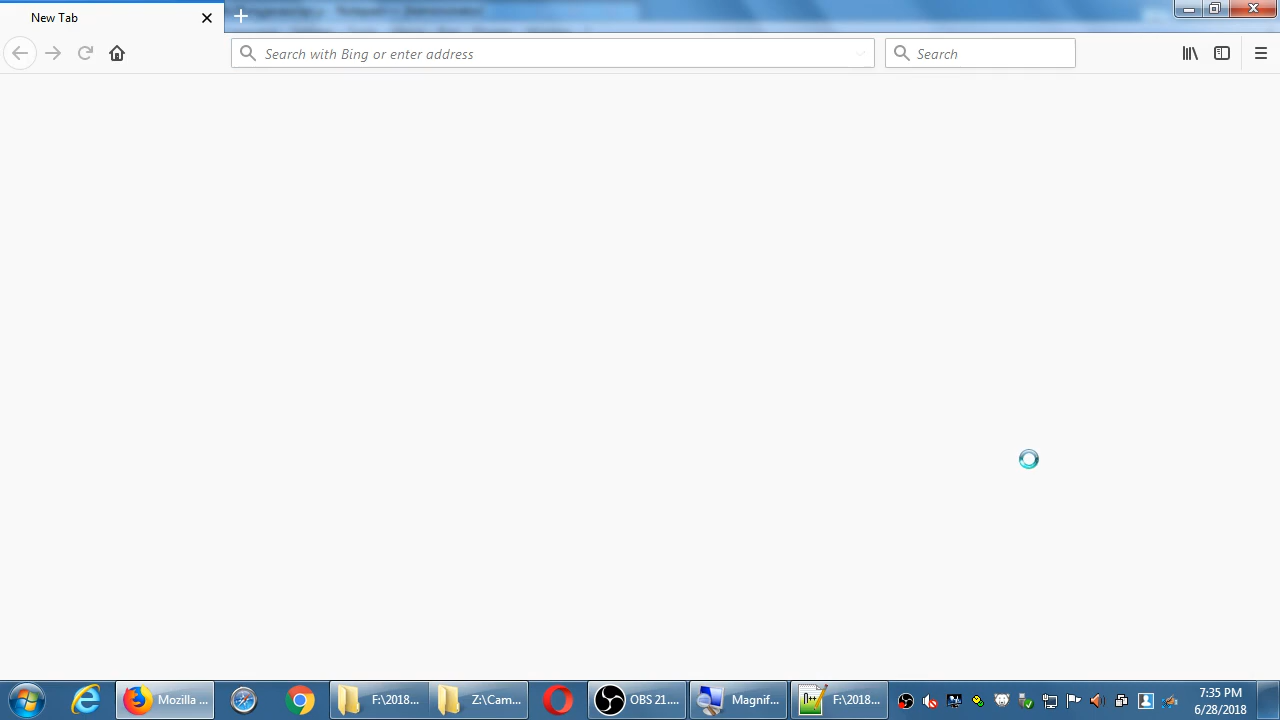 New Tab
Search with Bing or enter address
Search
Mozilla ...
F:\2018...
Z:\Cam...
OBS 21....
Magnif...
F:\2018...
7:35 PM
6/28/2018